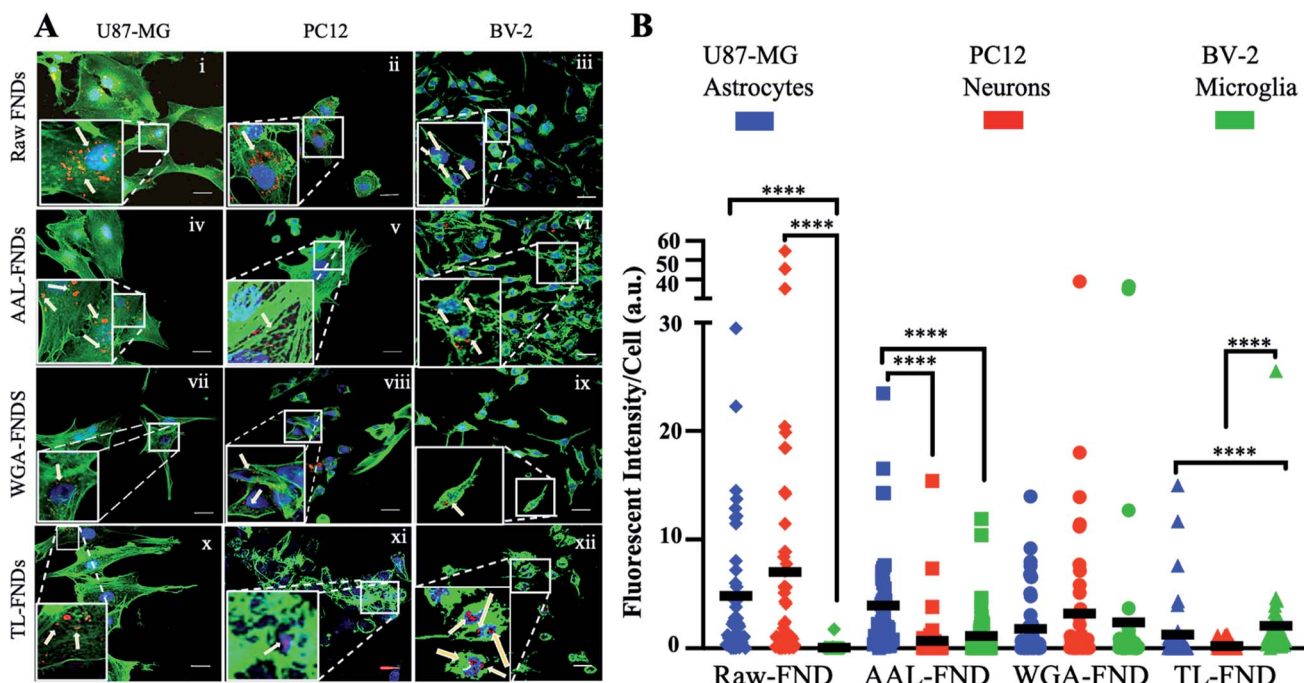 A
U87-MG
PC12
BV-2
Raw FNDs
i
ii
iii
AAL-FNDs
iv
v
vi
WGA-FNDS
vii
viii
ix
TL-FNDs
x
xi
xii
B
U87-MG
Astrocytes
PC12
Neurons
BV-2
Microglia
Fluorescent Intensity/Cell (a.u.)
60
50
40
30
20
10
0
****
****
****
****
****
****
Raw-FND
AAL-FND
WGA-FND
TL-FND